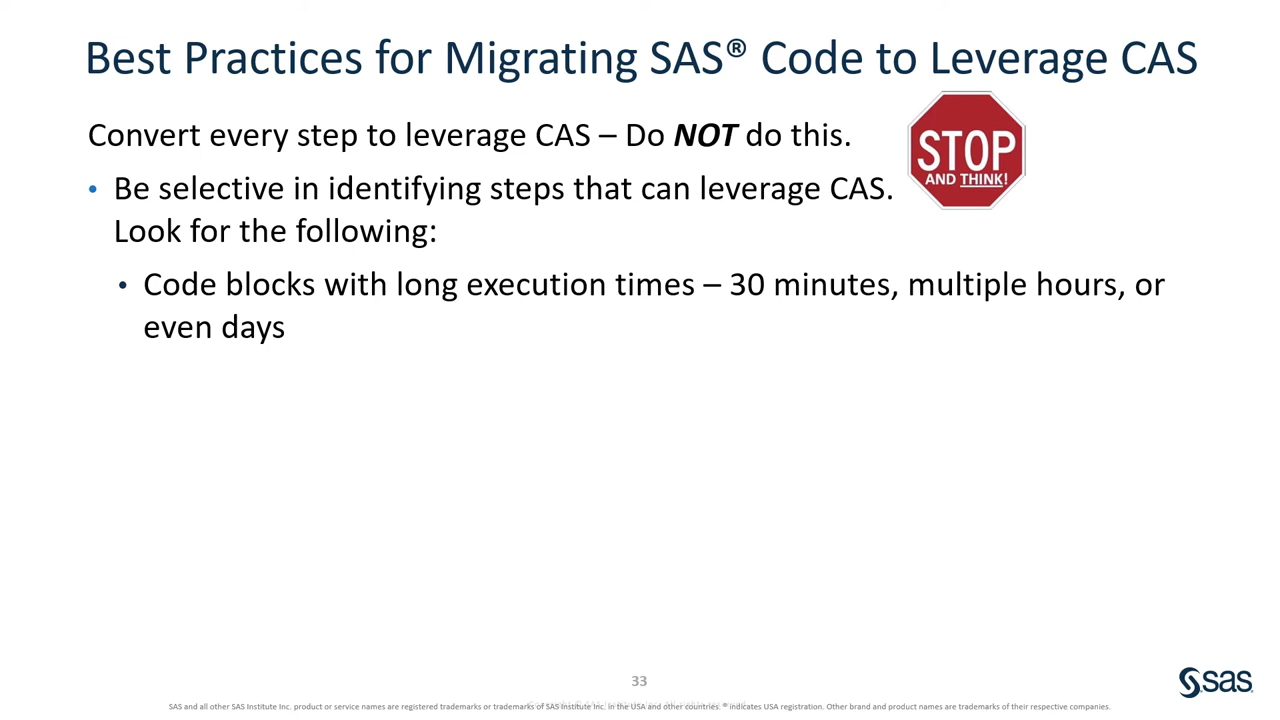 Best Practices for Migrating SAS® Code to Leverage CAS
Convert every step to leverage CAS – Do NOT do this.
STOP
AND THINK!
• Be selective in identifying steps that can leverage CAS.
Look for the following:
• Code blocks with long execution times – 30 minutes, multiple hours, or
even days
33
sas
SAS and all other SAS Institute Inc. product or service names are registered trademarks or trademarks of SAS Institute Inc. in the USA and other countries. ® indicates USA registration. Other brand and product names are trademarks of their respective companies.